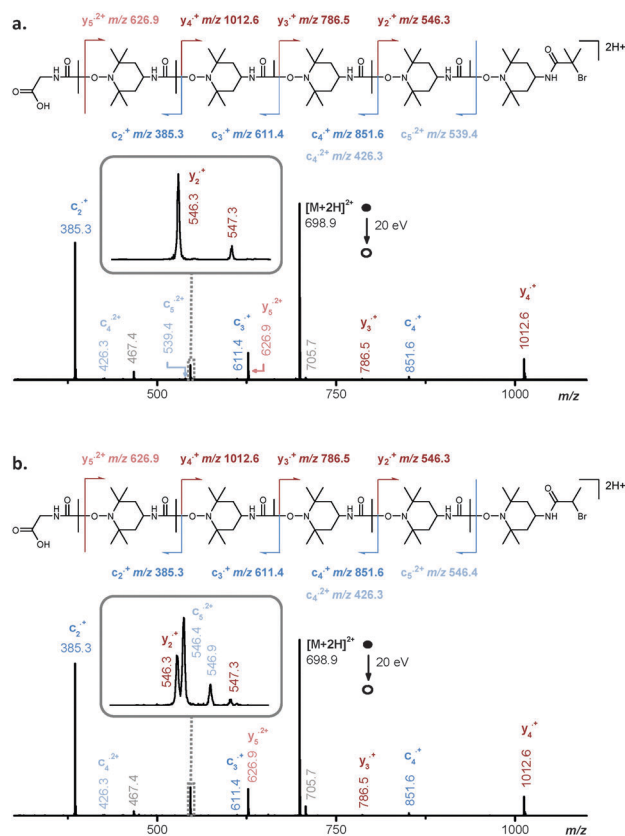 a.
y5·2+ m/z 626.9 y4·+ m/z 1012.6 y3·+ m/z 786.5 y2·+ m/z 546.3
2H+
O NH O N NH O O N NH O O N NH O O N NH O O N NH O Br
O OH
c2·+ m/z 385.3 c3·+ m/z 611.4 c4·+ m/z 851.6 c5·2+ m/z 539.4
c4·2+ m/z 426.3
y2·+
546.3
547.3
c2·+
385.3
[M+2H]2+
698.9
20 eV
c4·2+
426.3
467.4
c5·2+
539.4
c3·+
611.4
y5·2+
626.9
705.7
y3·+
786.5
c4·+
851.6
y4·+
1012.6
500 750 1000
m/z
b.
y5·2+ m/z 626.9 y4·+ m/z 1012.6 y3·+ m/z 786.5 y2·+ m/z 546.3
2H+
O NH O N NH O O N NH O O N NH O O N NH O O N NH O Br
O OH
c2·+ m/z 385.3 c3·+ m/z 611.4 c4·+ m/z 851.6 c5·2+ m/z 546.4
c4·2+ m/z 426.3
c5·2+
y2·+
546.3
546.4
546.9
547.3
c2·+
385.3
[M+2H]2+
698.9
20 eV
c4·2+
426.3
467.4
c3·+
611.4
y5·2+
626.9
705.7
y3·+
786.5
c4·+
851.6
y4·+
1012.6
500 750 1000
m/z